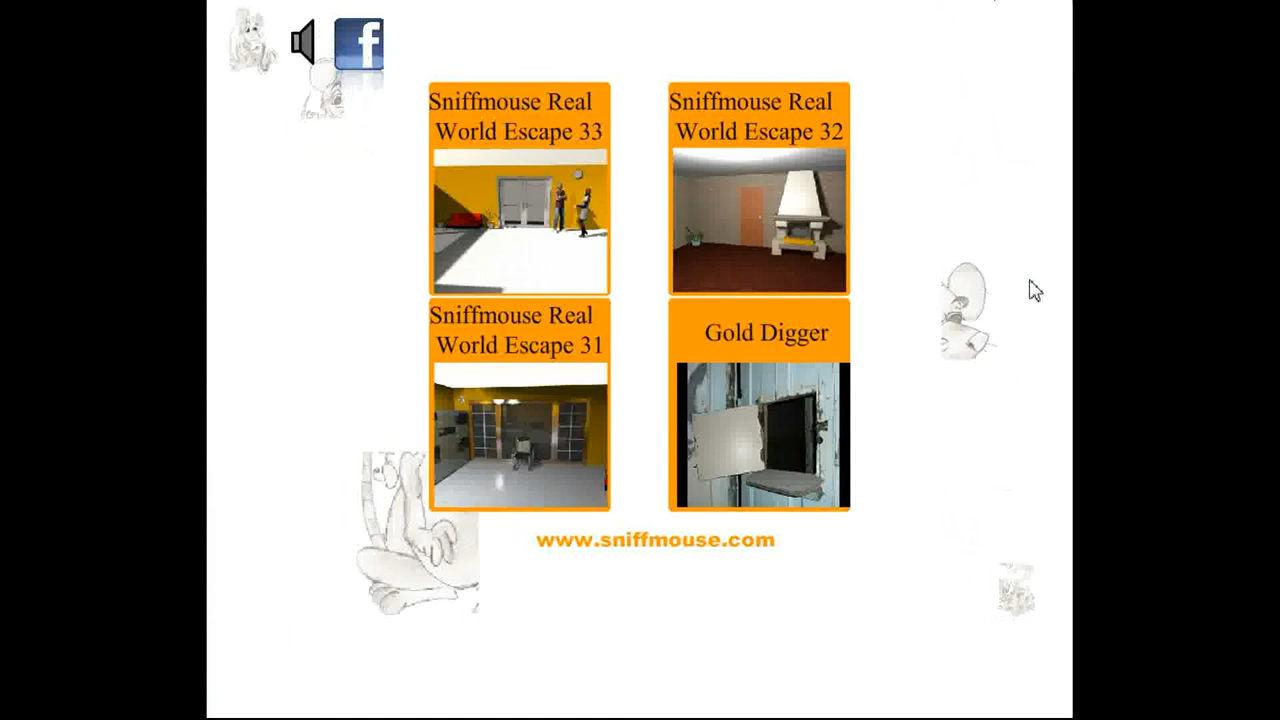 f
Sniffmouse Real
World Escape 33
Sniffmouse Real
World Escape 32
Sniffmouse Real
World Escape 31
Gold Digger
www.sniffmouse.com